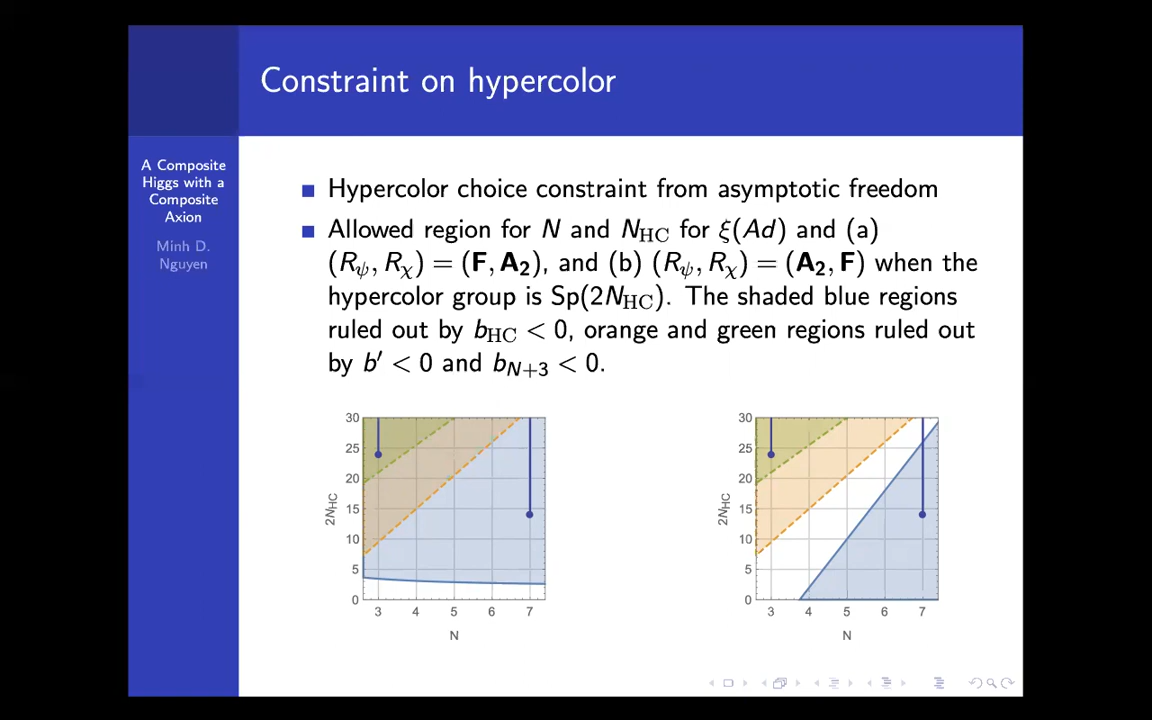 Constraint on hypercolor
A Composite
Higgs with a
Composite
Axion
Minh D.
Nguyen
■ Hypercolor choice constraint from asymptotic freedom
■ Allowed region for N and N_HC for ξ(Ad) and (a)
(R_ψ, R_χ) = (F, A₂), and (b) (R_ψ, R_χ) = (A₂, F) when the
hypercolor group is Sp(2N_HC). The shaded blue regions
ruled out by b_HC < 0, orange and green regions ruled out
by b′ < 0 and b_N+3 < 0.
30
25
20
15
10
5
0
2N_HC
3 4 5 6 7
N
30
25
20
15
10
5
0
2N_HC
3 4 5 6 7
N